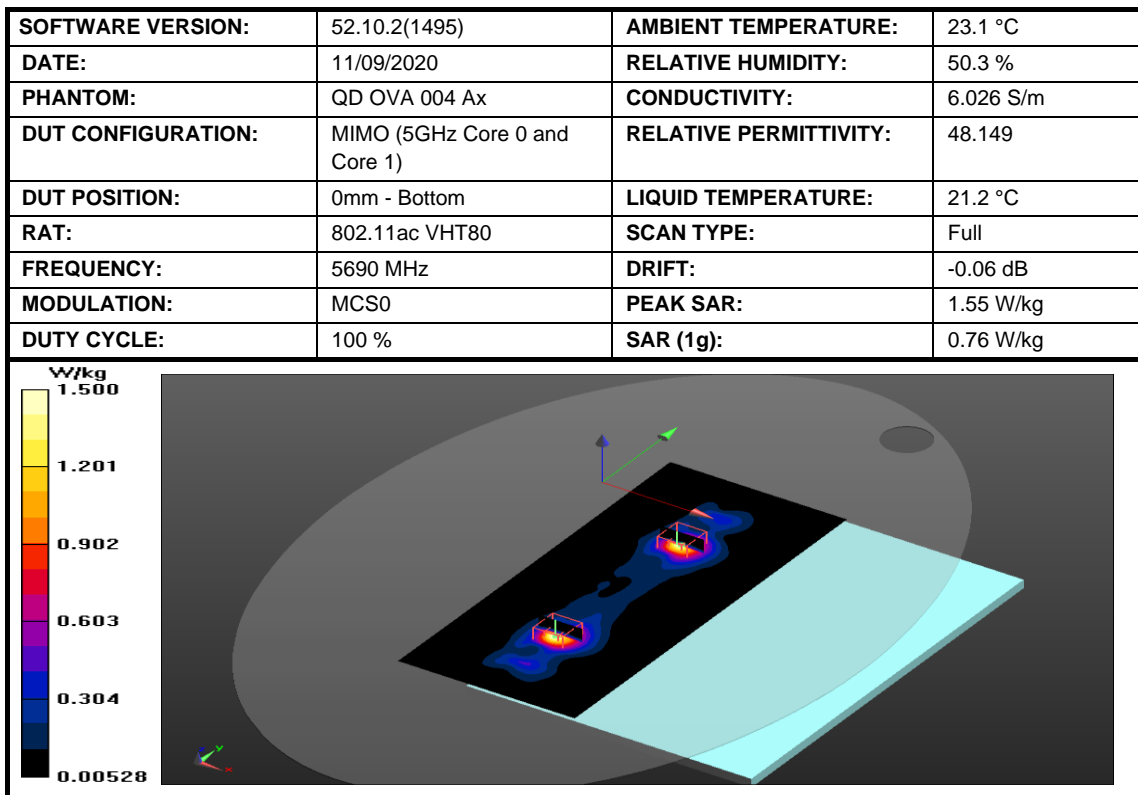 SOFTWARE VERSION: 52.10.2(1495) AMBIENT TEMPERATURE: 23.1 °C
DATE: 11/09/2020 RELATIVE HUMIDITY: 50.3 %
PHANTOM: QD OVA 004 Ax CONDUCTIVITY: 6.026 S/m
DUT CONFIGURATION: MIMO (5GHz Core 0 and RELATIVE PERMITTIVITY: 48.149
Core 1)
DUT POSITION: 0mm - Bottom LIQUID TEMPERATURE: 21.2 °C
RAT: 802.11ac VHT80 SCAN TYPE: Full
FREQUENCY: 5690 MHz DRIFT: -0.06 dB
MODULATION: MCS0 PEAK SAR: 1.55 W/kg
DUTY CYCLE: 100 % SAR (1g): 0.76 W/kg
W/kg
1.500
1.201
0.902
0.603
0.304
0.00528